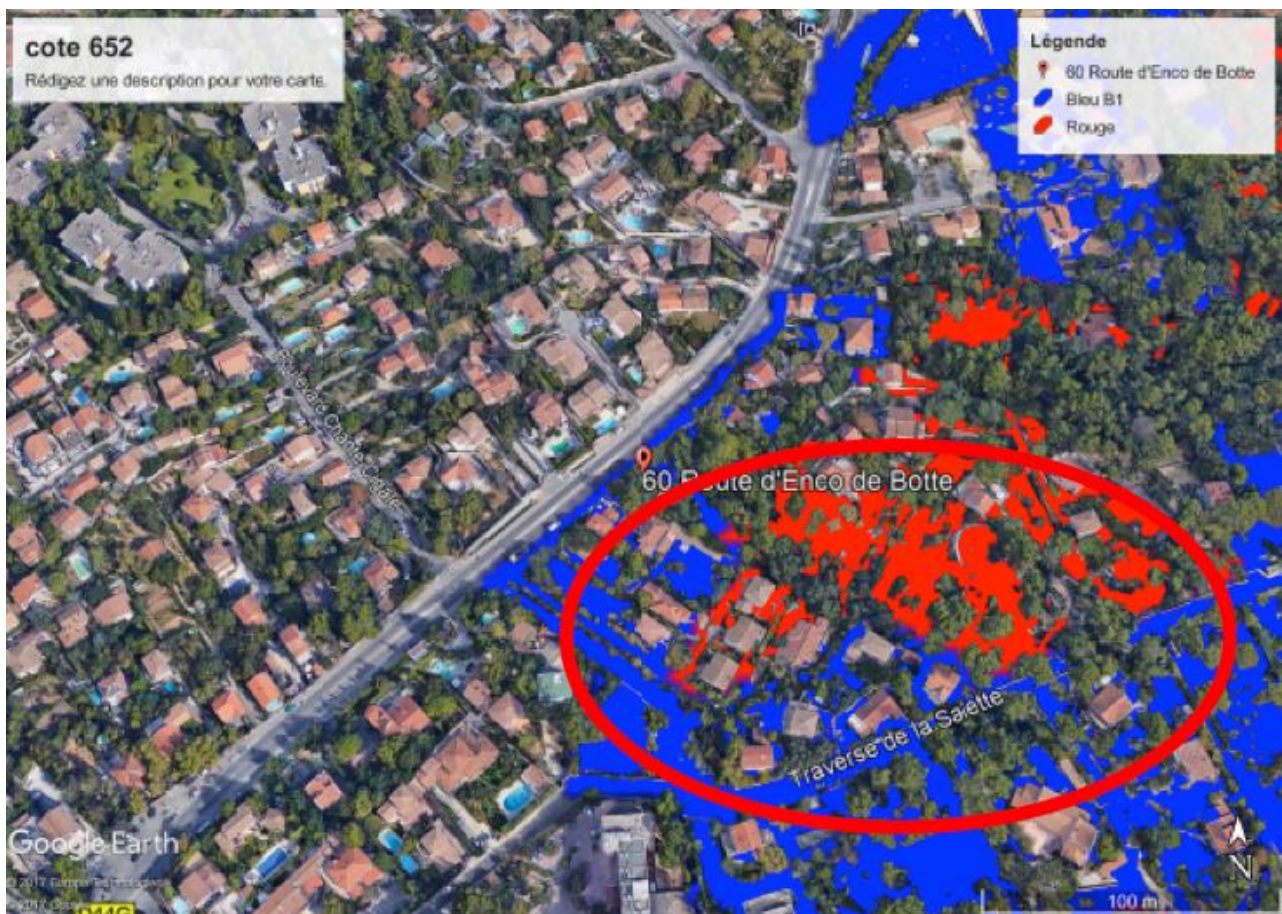 cote 652
Rédigez une description pour votre carte.
Légende
60 Route d'Enco de Botte
Bleu B1
Rouge
60 Route d'Enco de Botte
Traverse de la Salette
Google Earth
N
100 m